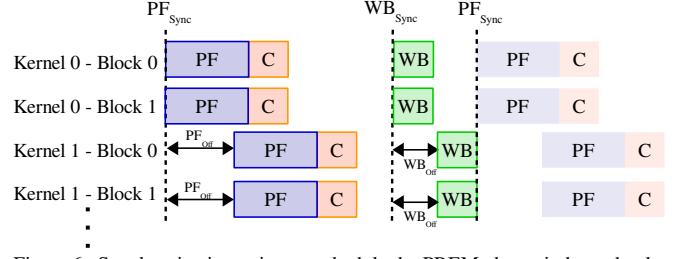 PF_Sync WB_Sync PF_Sync
Kernel 0 - Block 0 PF C WB PF C
Kernel 0 - Block 1 PF C WB PF C
Kernel 1 - Block 0 PF_Off PF C WB_Off WB PF C
Kernel 1 - Block 1 PF_Off PF C WB_Off WB PF C